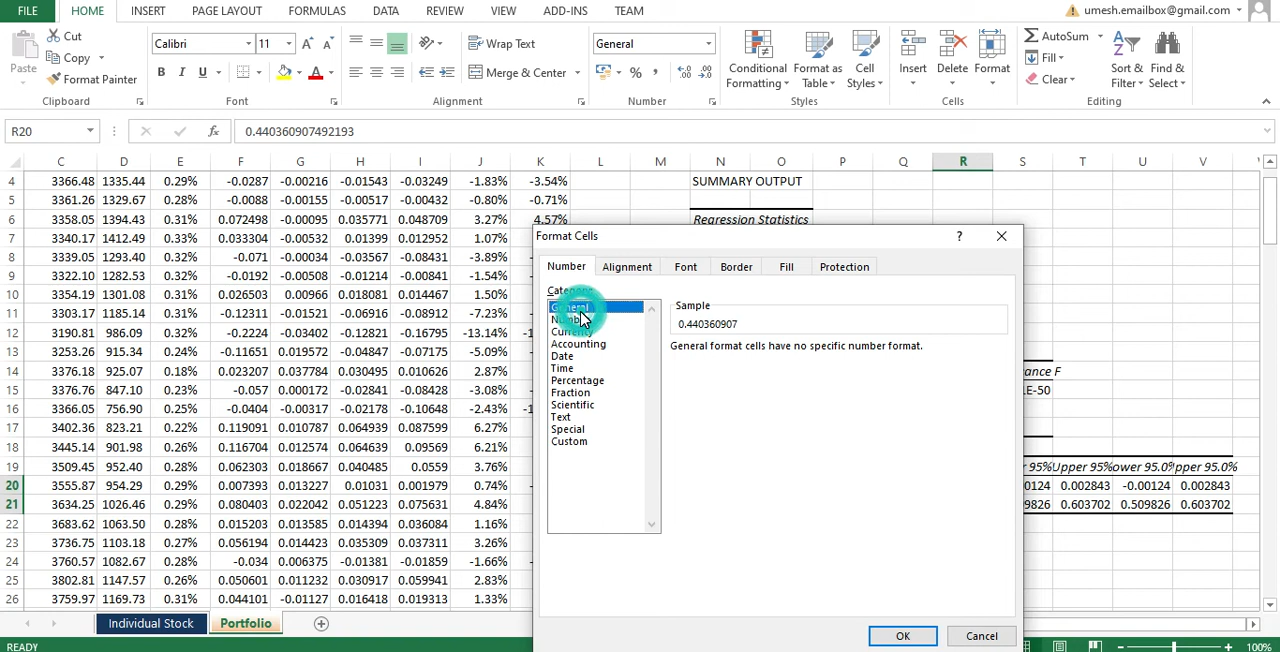 FILE HOME INSERT PAGE LAYOUT FORMULAS DATA REVIEW VIEW ADD-INS TEAM umesh.emailbox@gmail.com
Paste Cut Copy Format Painter Clipboard
Calibri 11 B I U A A A Font
Wrap Text Merge & Center Alignment
General % , Number
Conditional Formatting Format as Table Cell Styles Styles
Insert Delete Format Cells
AutoSum Fill Clear Sort & Filter Find & Select Editing
R20 fx 0.440360907492193
C D E F G H I J K L M N O P Q R S T U V
4 3366.48 1335.44 0.29% -0.0287 -0.00216 -0.01543 -0.03249 -1.83% -3.54% SUMMARY OUTPUT
5 3361.26 1329.67 0.28% -0.0088 -0.00155 -0.00517 -0.00432 -0.80% -0.71%
6 3358.05 1394.43 0.31% 0.072498 -0.00095 0.035771 0.048709 3.27% 4.57% Regression Statistics
7 3340.17 1412.49 0.33% 0.033304 -0.00532 0.01399 0.012952 1.07%
8 3339.05 1293.40 0.32% -0.071 -0.00034 -0.03567 -0.08431 -3.89%
9 3322.10 1282.53 0.32% -0.0192 -0.00508 -0.01214 -0.00841 -1.54%
10 3354.19 1301.08 0.31% 0.026503 0.00966 0.018081 0.014467 1.50%
11 3303.17 1185.14 0.31% -0.12311 -0.01521 -0.06916 -0.08912 -7.23%
12 3190.81 986.09 0.32% -0.2224 -0.03402 -0.12821 -0.16795 -13.14%
13 3253.26 915.34 0.24% -0.11651 0.019572 -0.04847 -0.07175 -5.09%
14 3376.18 925.07 0.18% 0.023207 0.037784 0.030495 0.010626 2.87% ance F
15 3376.76 847.10 0.23% -0.057 0.000172 -0.02841 -0.08428 -3.08% LE-50
16 3366.05 756.90 0.25% -0.0404 -0.00317 -0.02178 -0.10648 -2.43%
17 3402.36 823.21 0.22% 0.119091 0.010787 0.064939 0.087599 6.27%
18 3445.14 901.98 0.26% 0.116704 0.012574 0.064639 0.09569 6.21%
19 3509.45 952.40 0.28% 0.062303 0.018667 0.040485 0.0559 3.76% r 95% Upper 95% ower 95.0% pper 95.0%
20 3555.87 954.29 0.29% 0.007393 0.013227 0.01031 0.001979 0.74% 00124 0.002843 -0.00124 0.002843
21 3634.25 1026.46 0.29% 0.080403 0.022042 0.051223 0.075631 4.84% 9826 0.603702 0.509826 0.603702
22 3683.62 1063.50 0.28% 0.015203 0.013585 0.014394 0.036084 1.16%
23 3736.75 1103.18 0.27% 0.056194 0.014423 0.035309 0.037311 3.26%
24 3760.57 1082.67 0.28% -0.034 0.006375 -0.01381 -0.01859 -1.66%
25 3802.81 1147.57 0.26% 0.050601 0.011232 0.030917 0.059941 2.83%
26 3759.97 1169.73 0.31% 0.044101 -0.01127 0.016418 0.019313 1.33%
Format Cells ?
Number Alignment Font Border Fill Protection
Category:
General
Number
Currency
Accounting
Date
Time
Percentage
Fraction
Scientific
Text
Special
Custom
Sample
0.440360907
General format cells have no specific number format.
OK Cancel
Individual Stock Portfolio
READY 100%